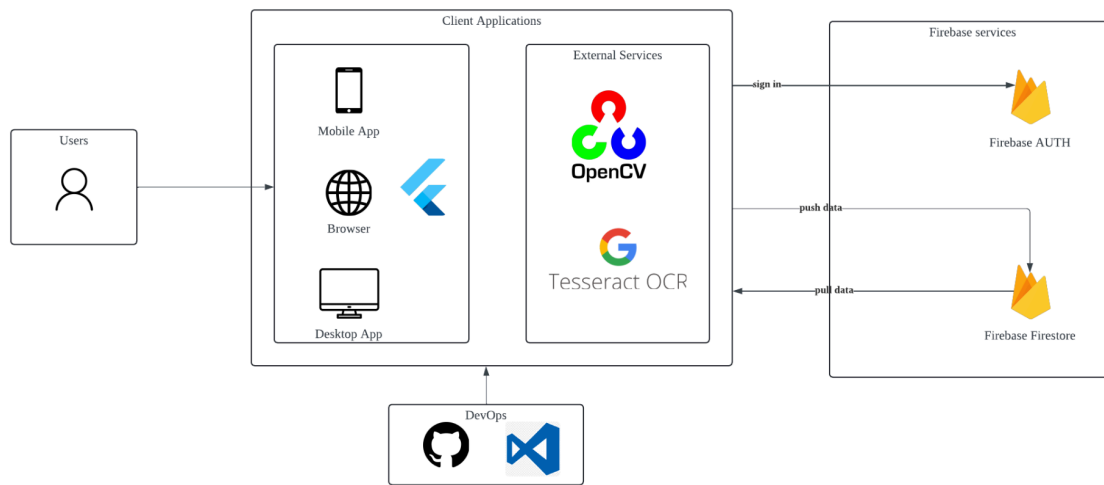 Client Applications
Users
Mobile App
Browser
Desktop App
External Services
OpenCV
Tesseract OCR
sign in
push data
pull data
Firebase services
Firebase AUTH
Firebase Firestore
DevOps